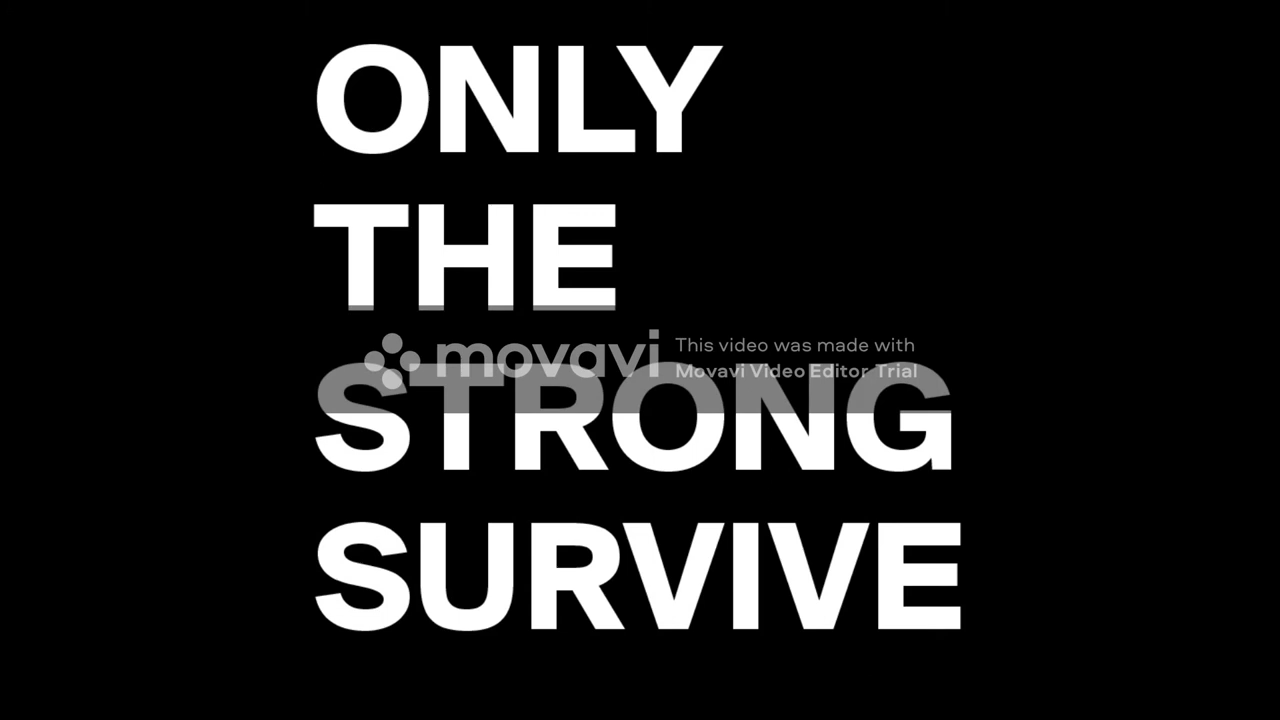 ONLY
THE
movavi
This video was made with
Movavi Video Editor Trial
STRONG
SURVIVE